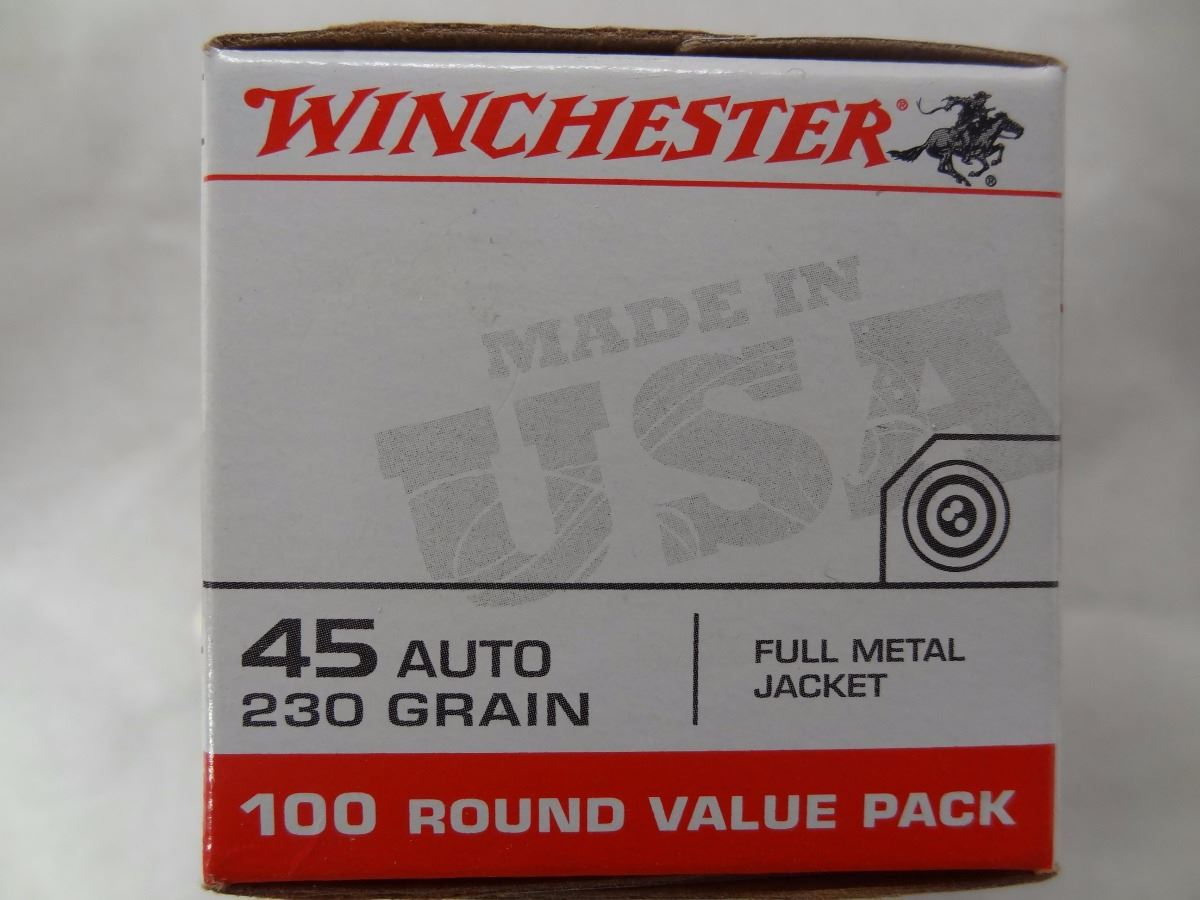 WINCHESTER®
®
MADE IN
USA
45 AUTO
230 GRAIN
FULL METAL
JACKET
100 ROUND VALUE PACK